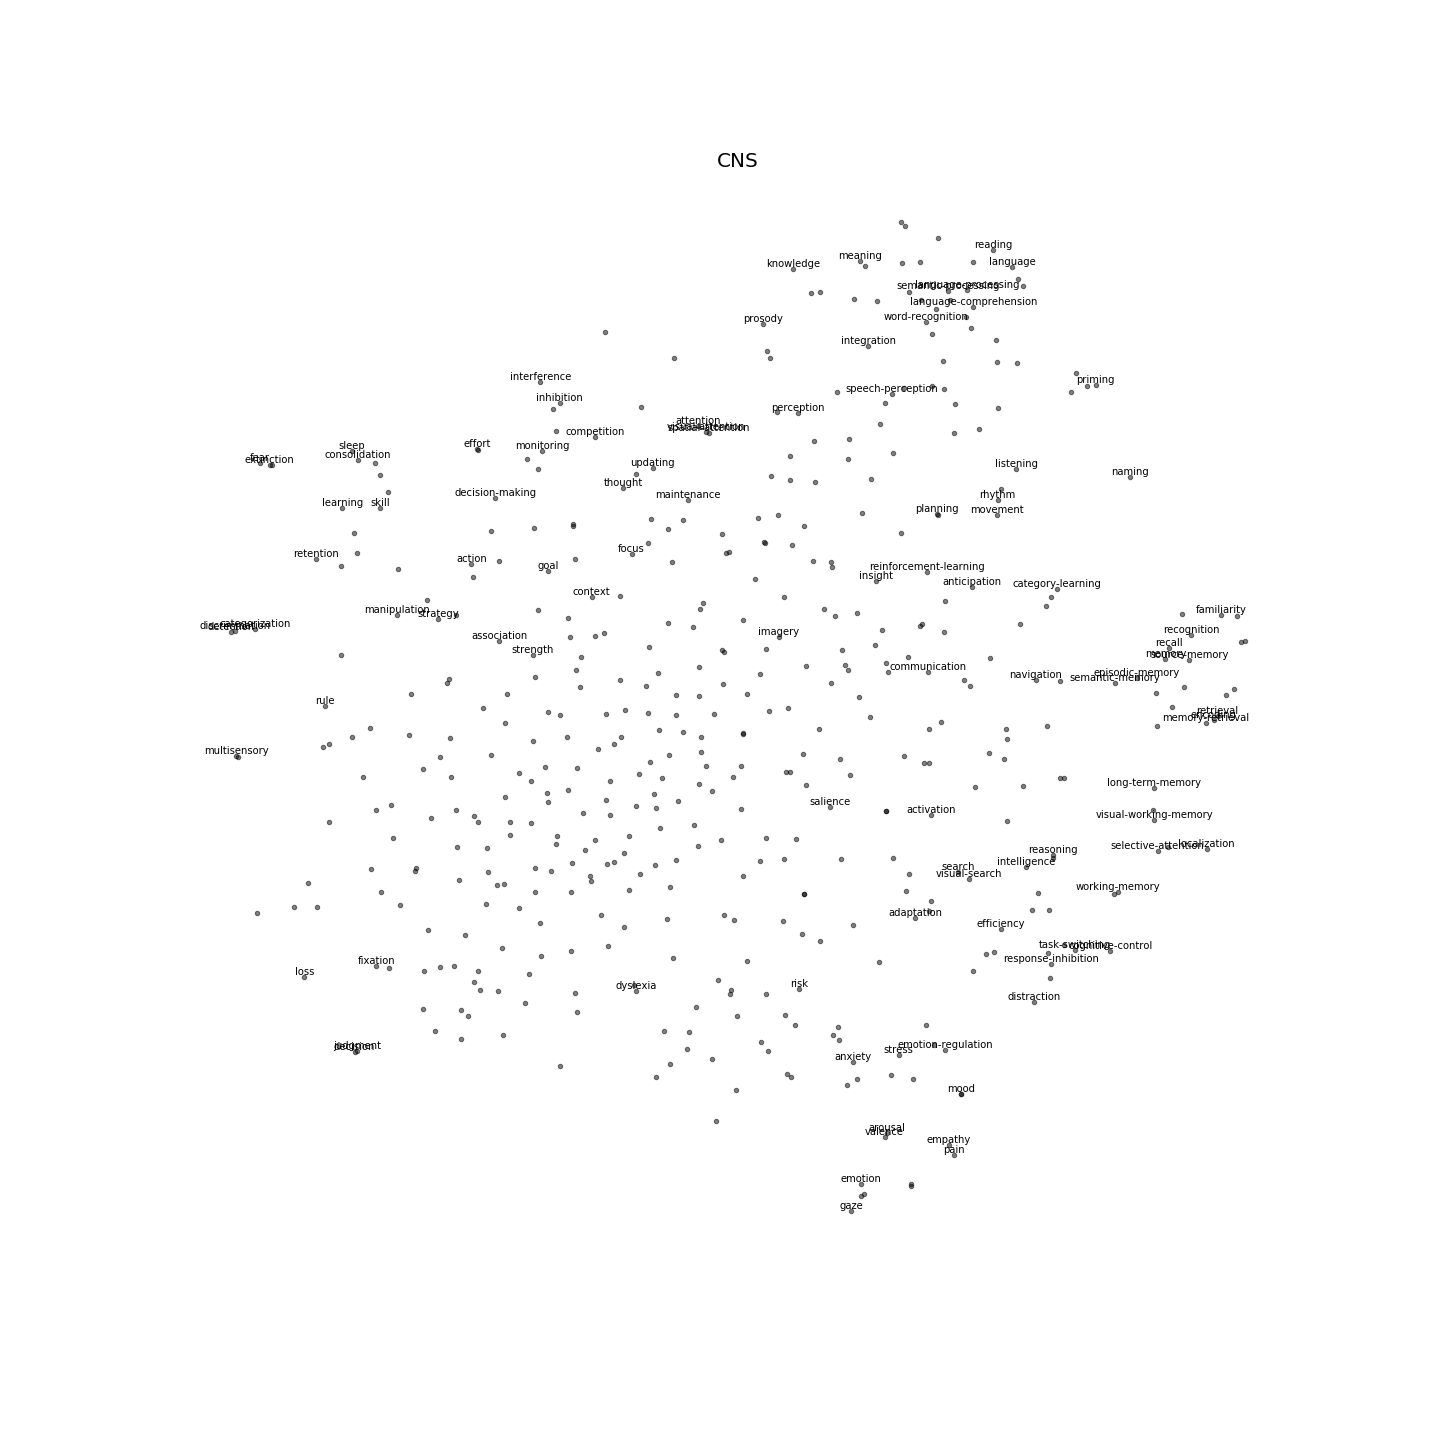 CNS
reading
meaning
language
knowledge
language-processing
semantic-processing
language-comprehension
word-recognition
prosody
integration
interference
priming
speech-perception
inhibition
perception
attention
spatial-attention
competition
sleep
effort
monitoring
consolidation
fear
extinction
updating
listening
naming
thought
decision-making
maintenance
rhythm
learning
skill
planning
movement
focus
retention
action
goal
reinforcement-learning
insight
anticipation
category-learning
context
manipulation
strategy
familiarity
categorization
imagery
recognition
association
recall
strength
memory
source-memory
communication
navigation
episodic-memory
semantic-memory
rule
retrieval
encoding
memory-retrieval
multisensory
long-term-memory
salience
activation
visual-working-memory
selective-attention
localization
reasoning
intelligence
search
visual-search
working-memory
adaptation
efficiency
task-switching
cognitive-control
response-inhibition
fixation
loss
dyslexia
risk
distraction
judgment
decision
emotion-regulation
stress
anxiety
mood
arousal
valence
empathy
pain
emotion
gaze